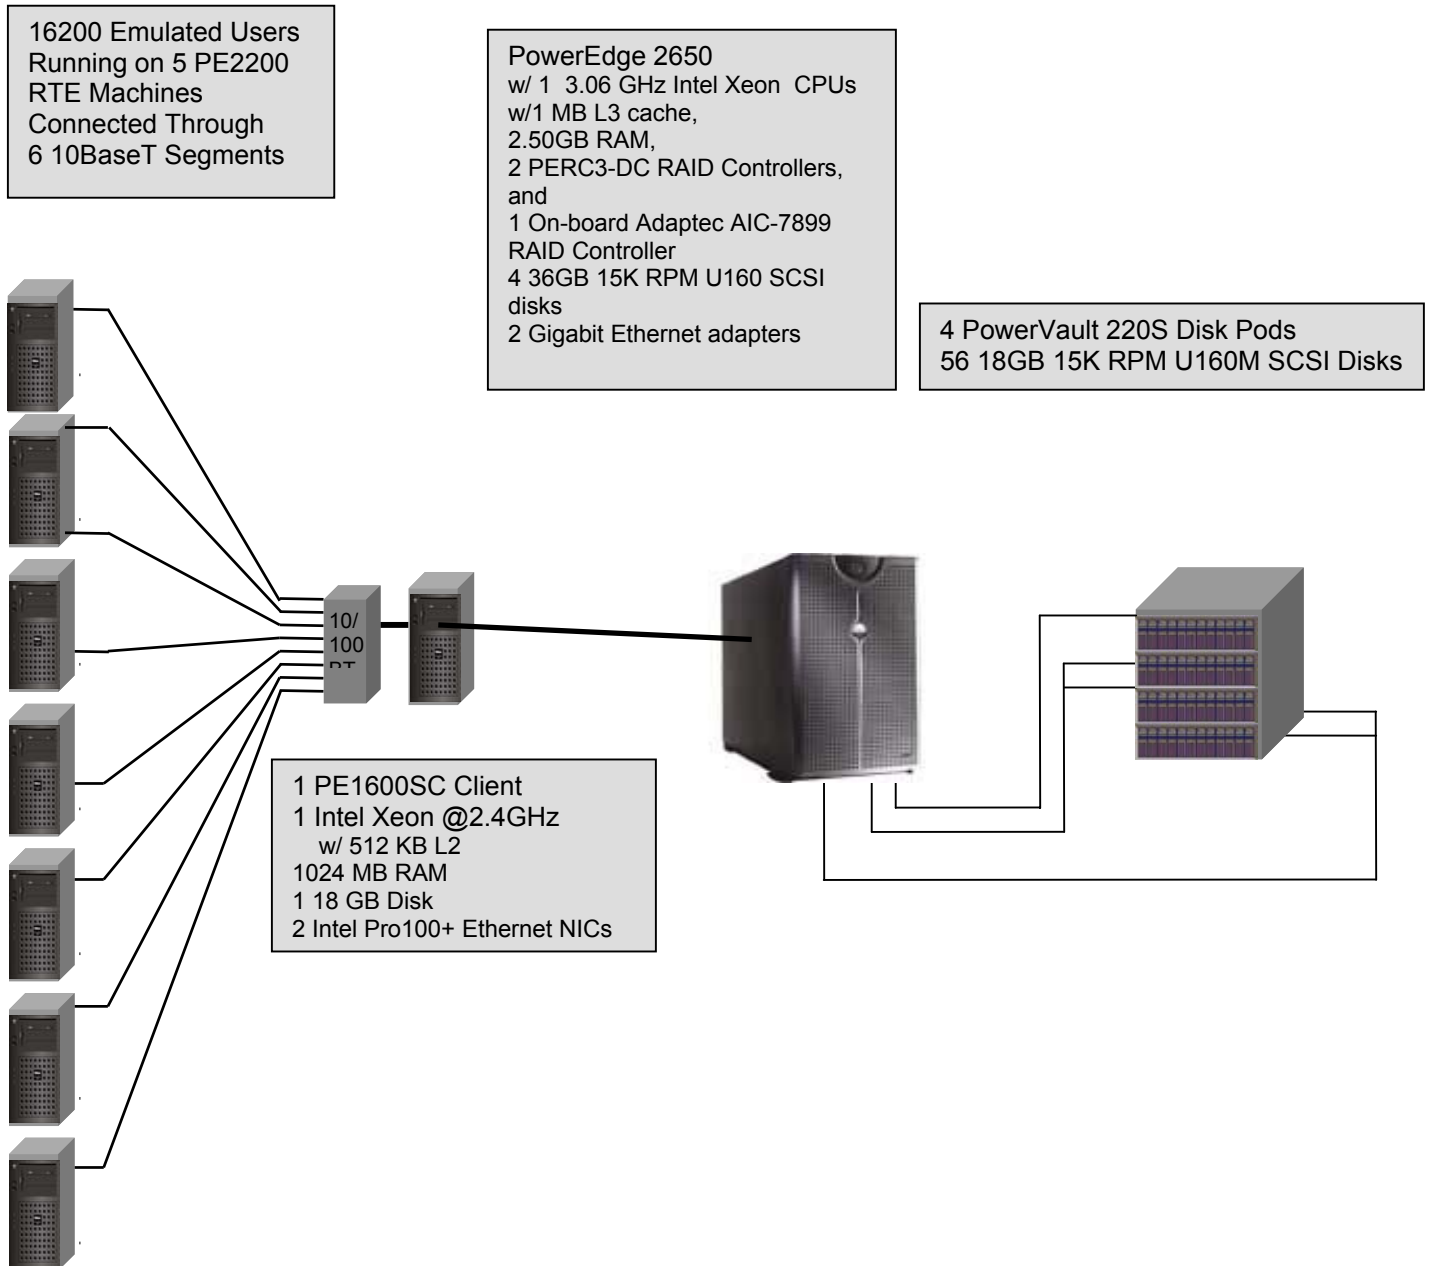 16200 Emulated Users
Running on 5 PE2200
RTE Machines
Connected Through
6 10BaseT Segments
PowerEdge 2650
w/ 1 3.06 GHz Intel Xeon CPUs
w/1 MB L3 cache,
2.50GB RAM,
2 PERC3-DC RAID Controllers,
and
1 On-board Adaptec AIC-7899
RAID Controller
4 36GB 15K RPM U160 SCSI
disks
2 Gigabit Ethernet adapters
4 PowerVault 220S Disk Pods
56 18GB 15K RPM U160M SCSI Disks
10/
100
1 PE1600SC Client
1 Intel Xeon @2.4GHz
w/ 512 KB L2
1024 MB RAM
1 18 GB Disk
2 Intel Pro100+ Ethernet NICs